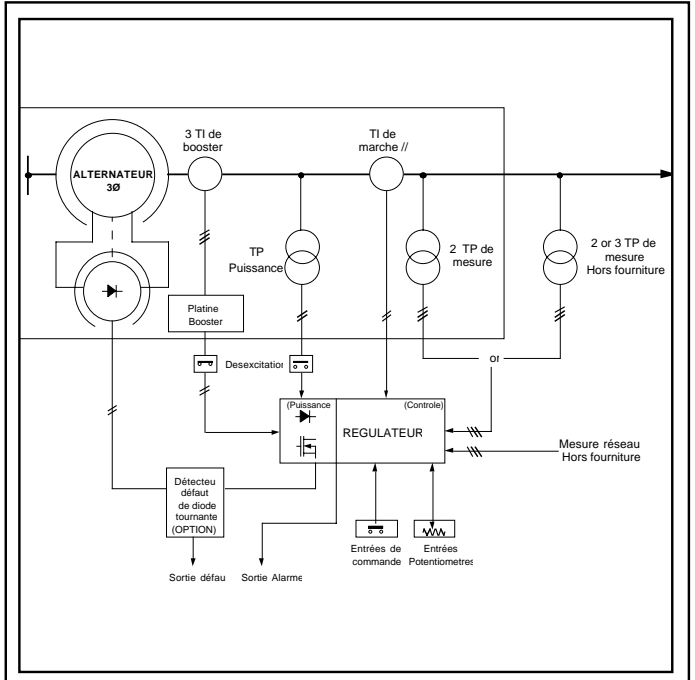 3 TI de
booster
TI de
marche //
ALTERNATEUR
3Ø
TP
Puissance
2 TP de
mesure
2 or 3 TP de
mesure
Hors fourniture
Platine
Booster
or
Desexcitation
(Puissance
(Controle)
REGULATEUR
Mesure réseau
Hors fourniture
Détecteu
défaut
de diode
tournante
(OPTION)
Entrées de
commande
Entrées
Potentiometres
Sortie défau
Sortie Alarme